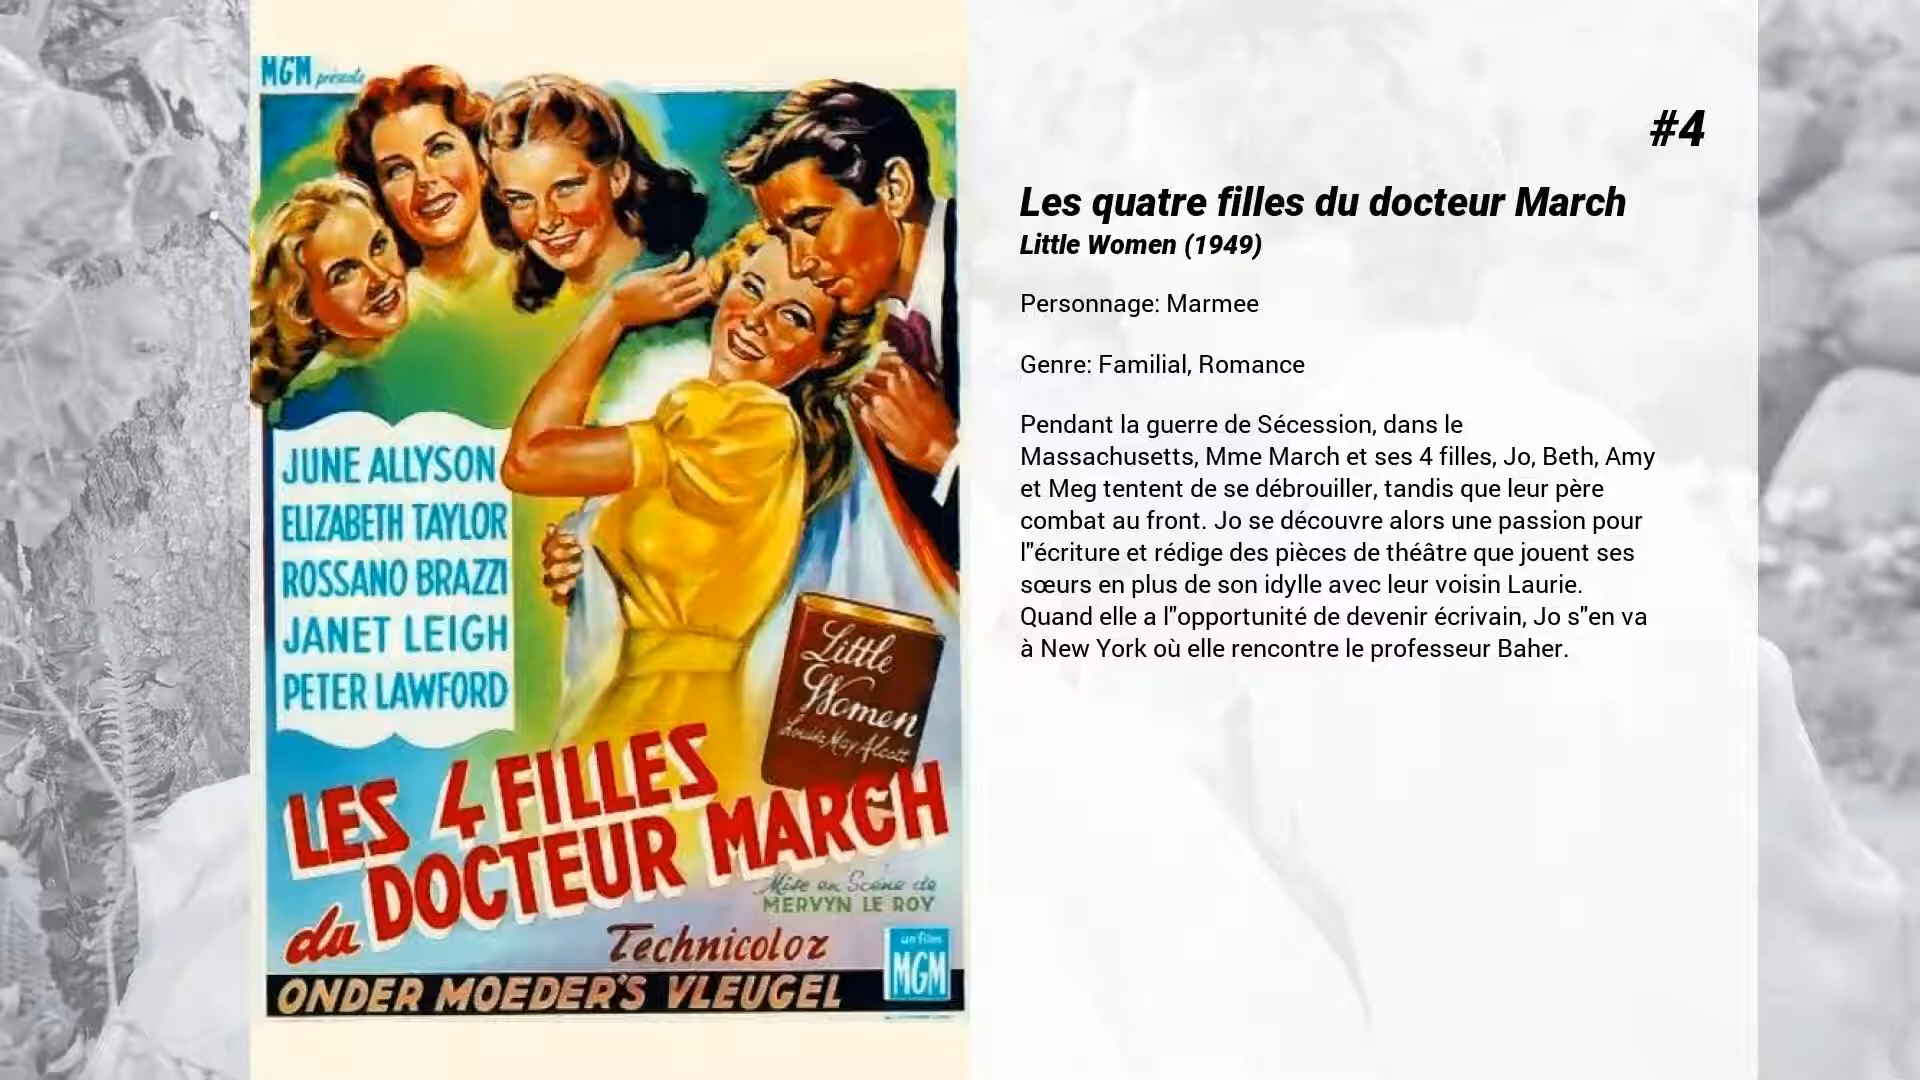 MGM présente
JUNE ALLYSON
ELIZABETH TAYLOR
ROSSANO BRAZZI
JANET LEIGH
PETER LAWFORD
Little
Women
Louisa May Alcott
LES 4 FILLES
du DOCTEUR MARCH
Mise en Scène de
MERVYN LE ROY
Technicolor
un film
MGM
ONDER MOEDER'S VLEUGEL
#4
Les quatre filles du docteur March
Little Women (1949)
Personnage: Marmee
Genre: Familial, Romance
Pendant la guerre de Sécession, dans le
Massachusetts, Mme March et ses 4 filles, Jo, Beth, Amy
et Meg tentent de se débrouiller, tandis que leur père
combat au front. Jo se découvre alors une passion pour
l"écriture et rédige des pièces de théâtre que jouent ses
sœurs en plus de son idylle avec leur voisin Laurie.
Quand elle a l"opportunité de devenir écrivain, Jo s"en va
à New York où elle rencontre le professeur Baher.